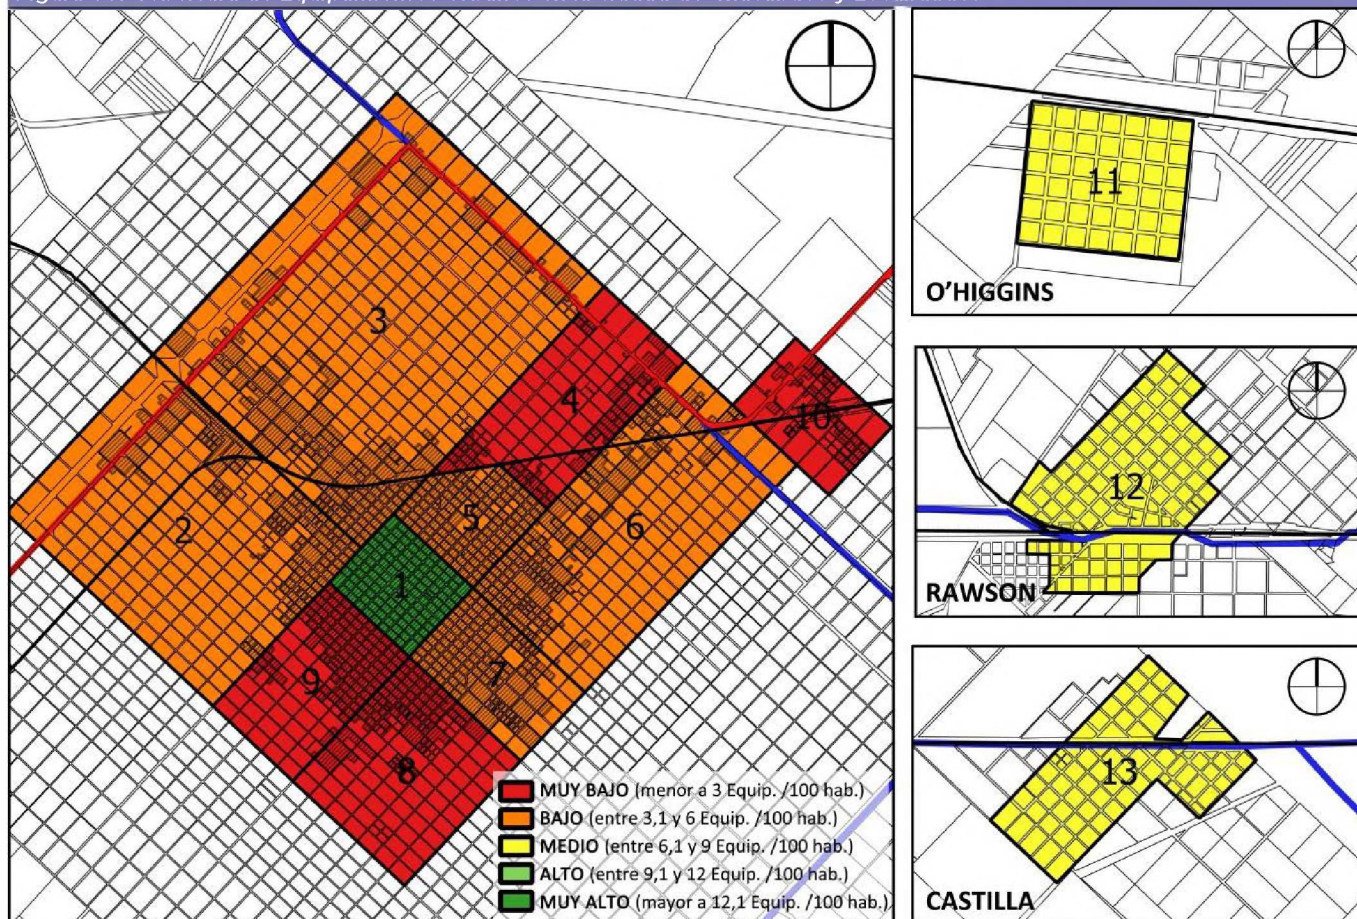 3
4
10
2
5
6
1
9
7
8
MUY BAJO (menor a 3 Equip. /100 hab.)
BAJO (entre 3,1 y 6 Equip. /100 hab.)
MEDIO (entre 6,1 y 9 Equip. /100 hab.)
ALTO (entre 9,1 y 12 Equip. /100 hab.)
MUY ALTO (mayor a 12,1 Equip. /100 hab.)
11
O'HIGGINS
12
RAWSON
13
CASTILLA